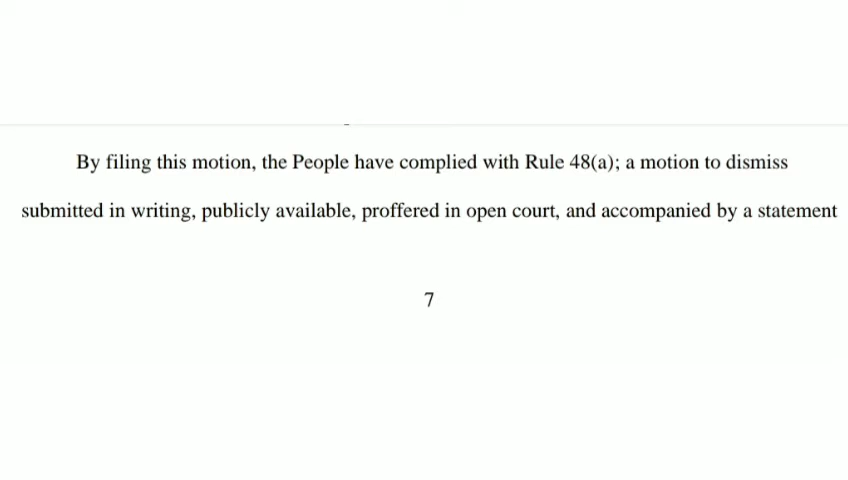 By filing this motion, the People have complied with Rule 48(a); a motion to dismiss
submitted in writing, publicly available, proffered in open court, and accompanied by a statement
7